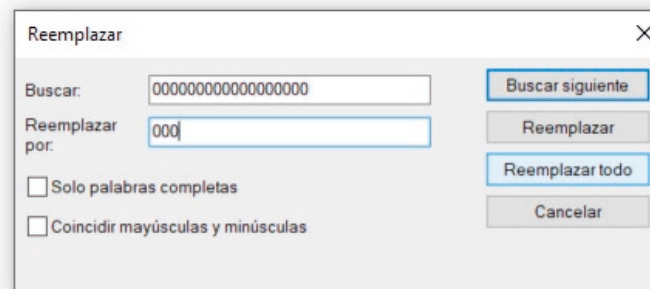 Reemplazar
Buscar: 000000000000000000 Buscar siguiente
Reemplazar por: 000 Reemplazar
Reemplazar todo
Solo palabras completas
Cancelar
Coincidir mayúsculas y minúsculas